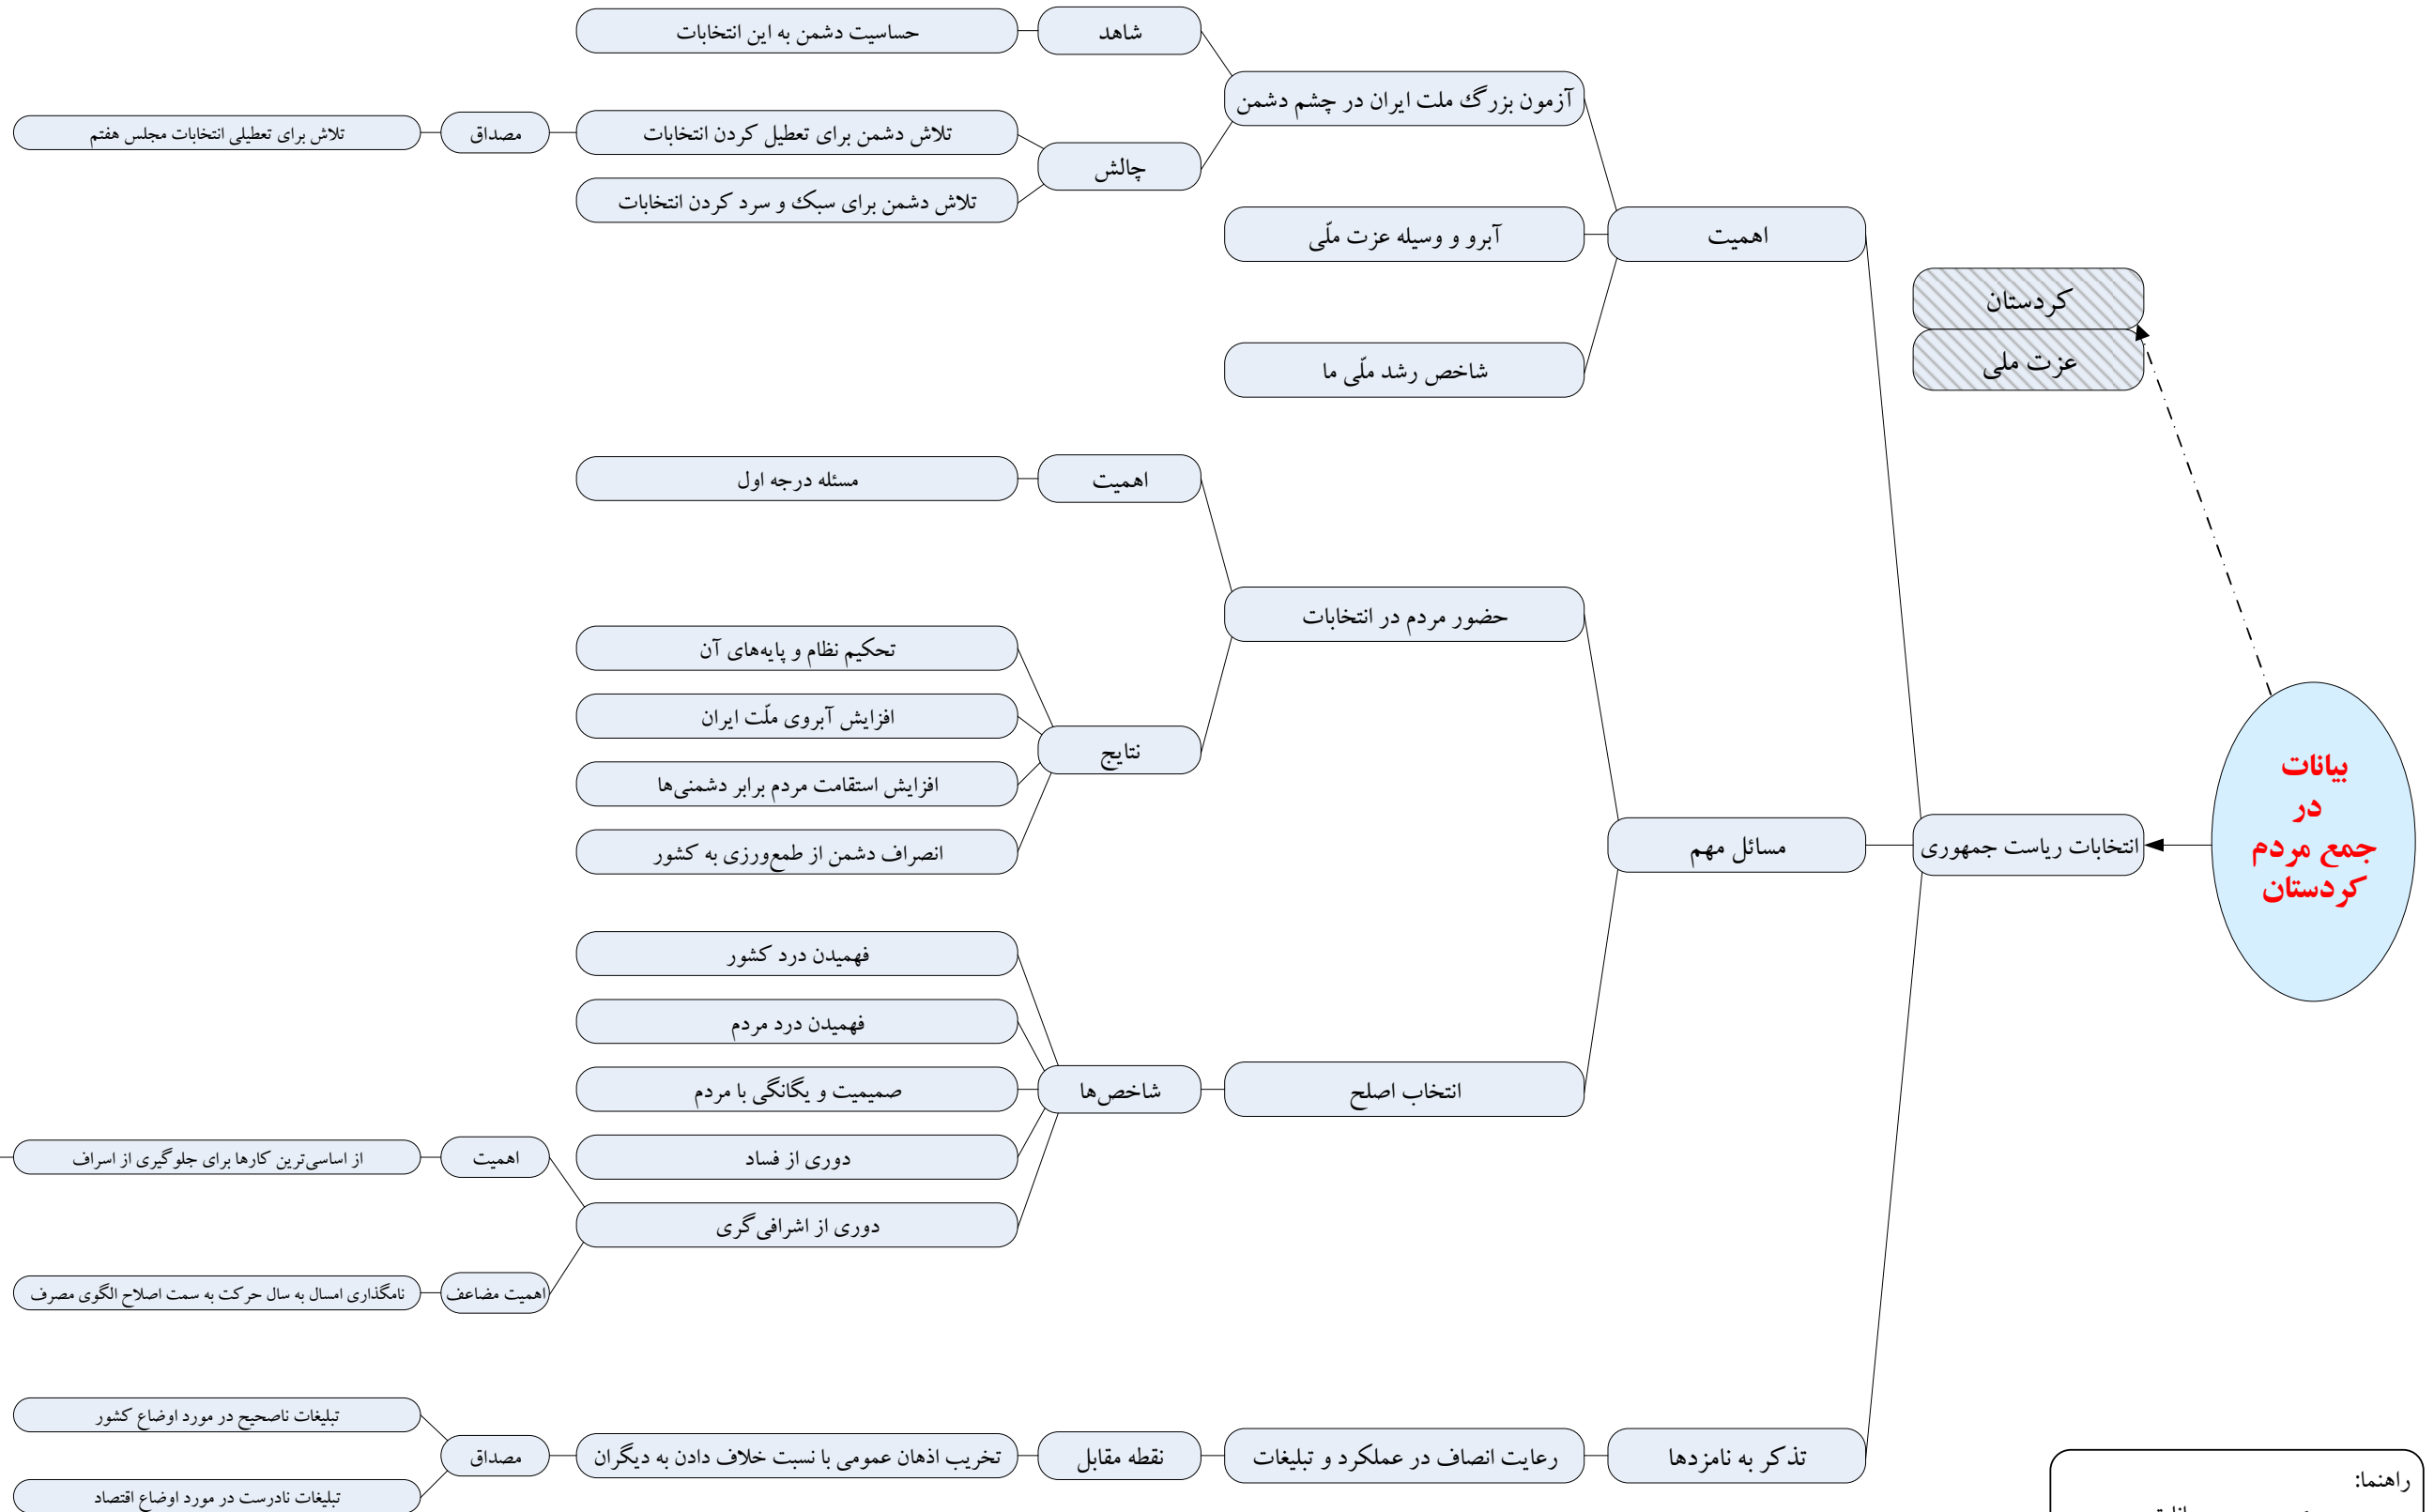 بیانات
در
جمع مردم
کردستان
کردستان
عزت ملی
انتخابات ریاست جمهوری
اهمیت
آزمون بزرگ ملت ایران در چشم دشمن
شاهد
حساسیت دشمن به این انتخابات
چالش
تلاش دشمن برای تعطیل کردن انتخابات
مصداق
تلاش برای تعطیلی انتخابات مجلس هفتم
تلاش دشمن برای سبک و سرد کردن انتخابات
آبرو و وسیله عزت ملّی
شاخص رشد ملّی ما
مسائل مهم
حضور مردم در انتخابات
اهمیت
مسئله درجه اول
نتایج
تحکیم نظام و پایه‌های آن
افزایش آبروی ملّت ایران
افزایش استقامت مردم برابر دشمنی‌ها
انصراف دشمن از طمع‌ورزی به کشور
انتخاب اصلح
شاخص‌ها
فهمیدن درد کشور
فهمیدن درد مردم
صمیمیت و یگانگی با مردم
دوری از فساد
دوری از اشرافی‌گری
اهمیت
از اساسی‌ترین کارها برای جلوگیری از اسراف
اهمیت مضاعف
نامگذاری امسال به سال حرکت به سمت اصلاح الگوی مصرف
تذکر به نامزدها
رعایت انصاف در عملکرد و تبلیغات
نقطه مقابل
تخریب اذهان عمومی با نسبت خلاف دادن به دیگران
مصداق
تبلیغات ناصحیح در مورد اوضاع کشور
تبلیغات نادرست در مورد اوضاع اقتصاد
راهنما: